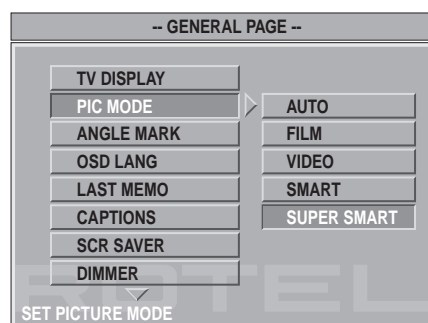 -- GENERAL PAGE --
TV DISPLAY
PIC MODE
ANGLE MARK
OSD LANG
LAST MEMO
CAPTIONS
SCR SAVER
DIMMER
AUTO
FILM
VIDEO
SMART
SUPER SMART
ROTEL
SET PICTURE MODE